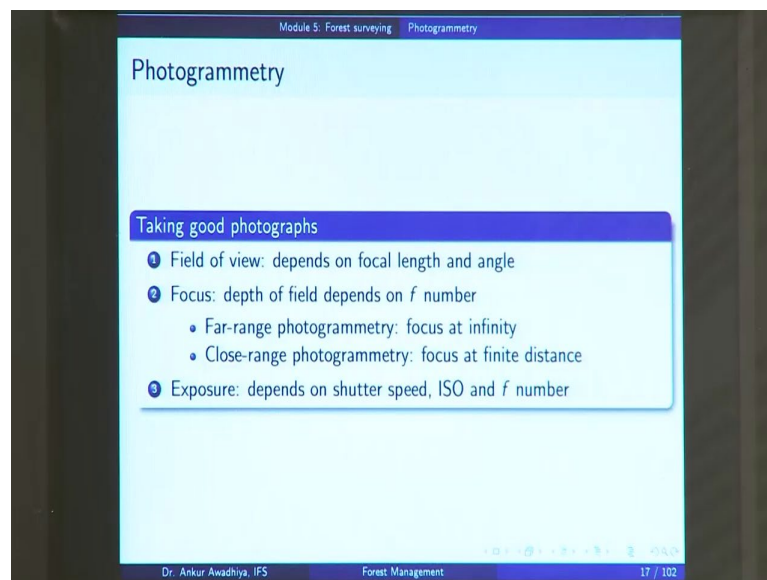 Module 5: Forest surveying Photogrammetry
Photogrammetry
Taking good photographs
1 Field of view: depends on focal length and angle
2 Focus: depth of field depends on f number
• Far-range photogrammetry: focus at infinity
• Close-range photogrammetry: focus at finite distance
3 Exposure: depends on shutter speed, ISO and f number
Dr. Ankur Awadhiya, IFS Forest Management 17 / 102